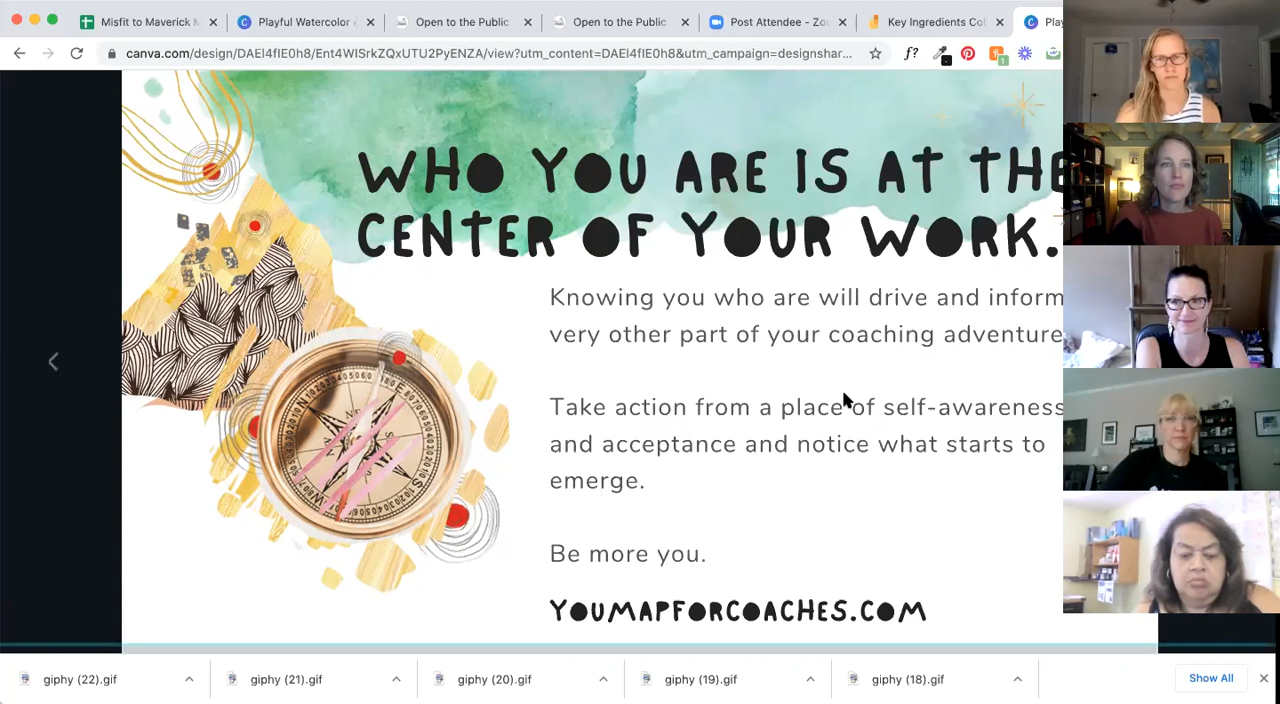 Misfit to Maverick
Playful Watercolor
Open to the Public
Open to the Public
Post Attendee - Zo
Key Ingredients Co
Play
canva.com/design/DAEl4fIE0h8/Ent4WISrkZQxUTU2PyENZA/view?utm_content=DAEl4fIE0h8&utm_campaign=designshar...
f?
1
WHO YOU ARE IS AT THE
CENTER OF YOUR WORK.
Knowing you who are will drive and inform
very other part of your coaching adventure
Take action from a place of self-awareness
and acceptance and notice what starts to
emerge.
Be more you.
YOUMAPFORCOACHES.COM
giphy (22).gif
giphy (21).gif
giphy (20).gif
giphy (19).gif
giphy (18).gif
Show All